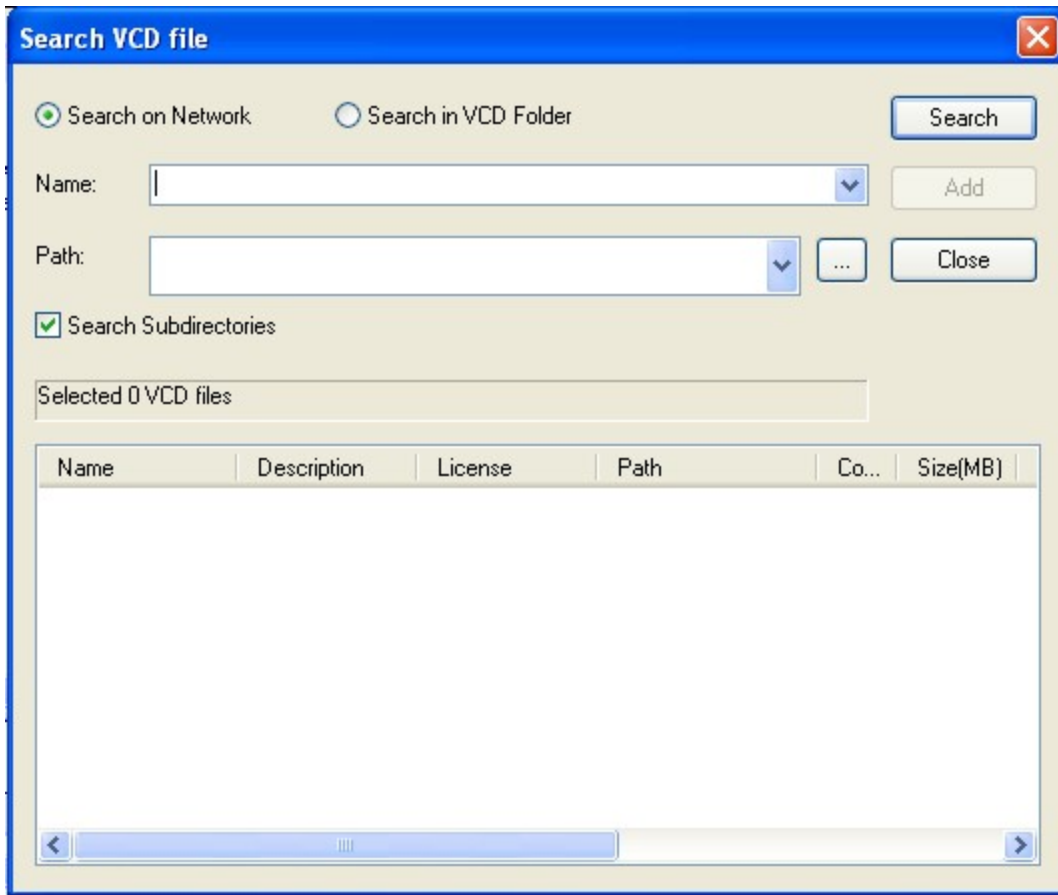 Search VCD file
Search on Network Search in VCD Folder Search
Name: Add
Path: ... Close
Search Subdirectories
Selected 0 VCD files
Name Description License Path Co... Size(MB)